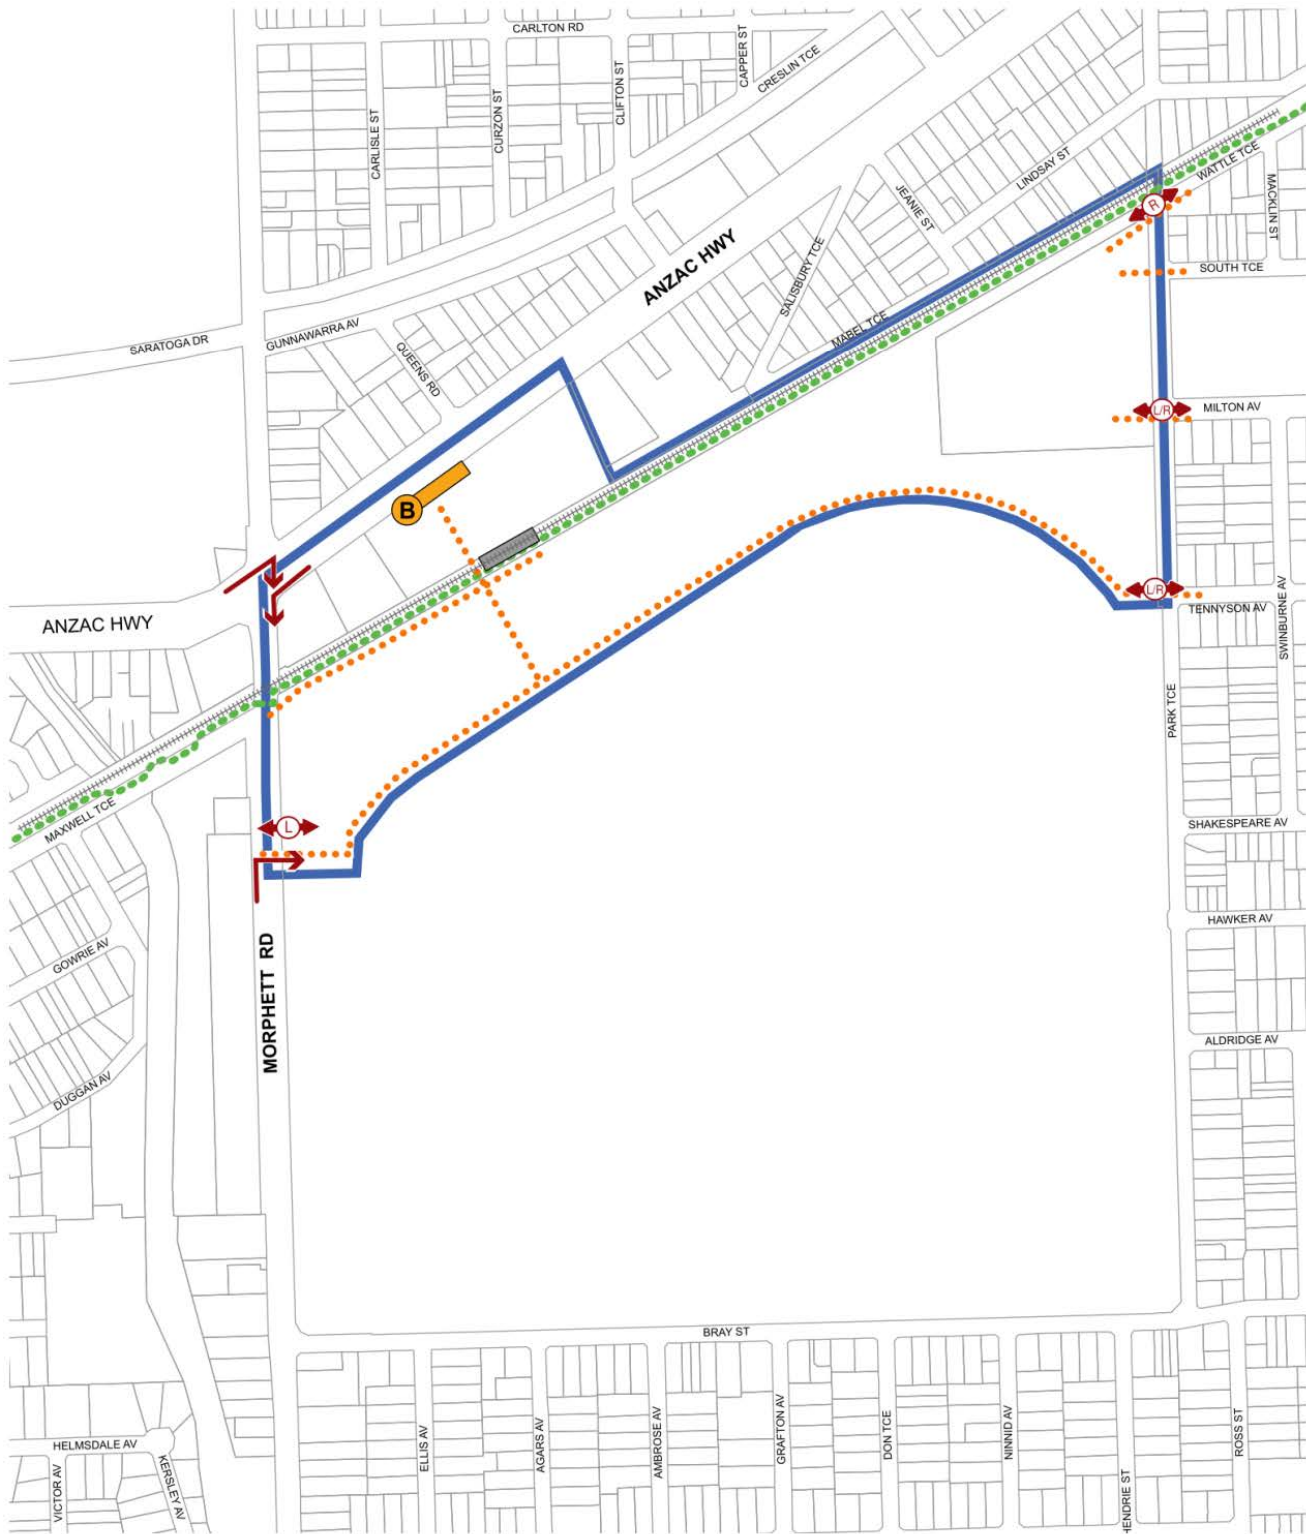 CARLTON RD
CAPPER ST
CRESLIN TCE
CLIFTON ST
CURZON ST
CARLISLE ST
WATTLE TCE
LINDSAY ST
MACKLIN ST
JEANIE ST
R
ANZAC HWY
SALISBURY TCE
SOUTH TCE
MABEL TCE
GUNNAWARRA AV
SARATOGA DR
QUEENS RD
L/R
MILTON AV
B
L/R
TENNYSON AV
SWINBURNE AV
ANZAC HWY
PARK TCE
MAXWELL TCE
L
SHAKESPEARE AV
HAWKER AV
GOWRIE AV
MORPHETT RD
ALDRIDGE AV
DUGGAN AV
BRAY ST
ELLIS AV
AGARS AV
AMBROSE AV
GRAFTON AV
DON TCE
NINNID AV
HENDRIE ST
ROSS ST
HELMSDALE AV
VICTOR AV
KERSLEY AV